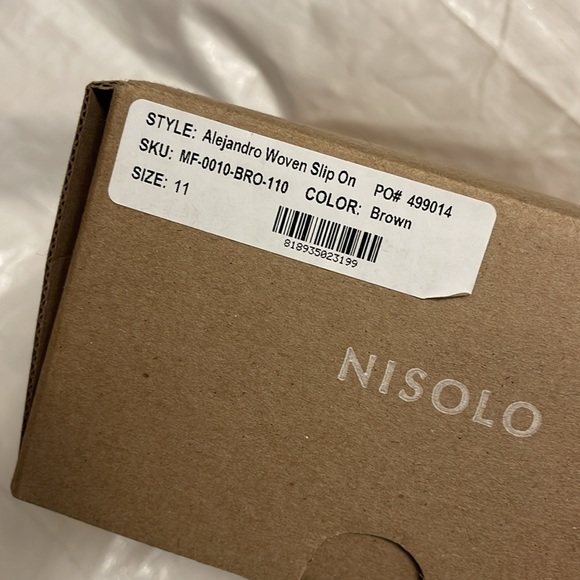 STYLE: Alejandro Woven Slip On PO# 499014
SKU: MF-0010-BRO-110 COLOR: Brown
SIZE: 11
818935023199
NISOLO